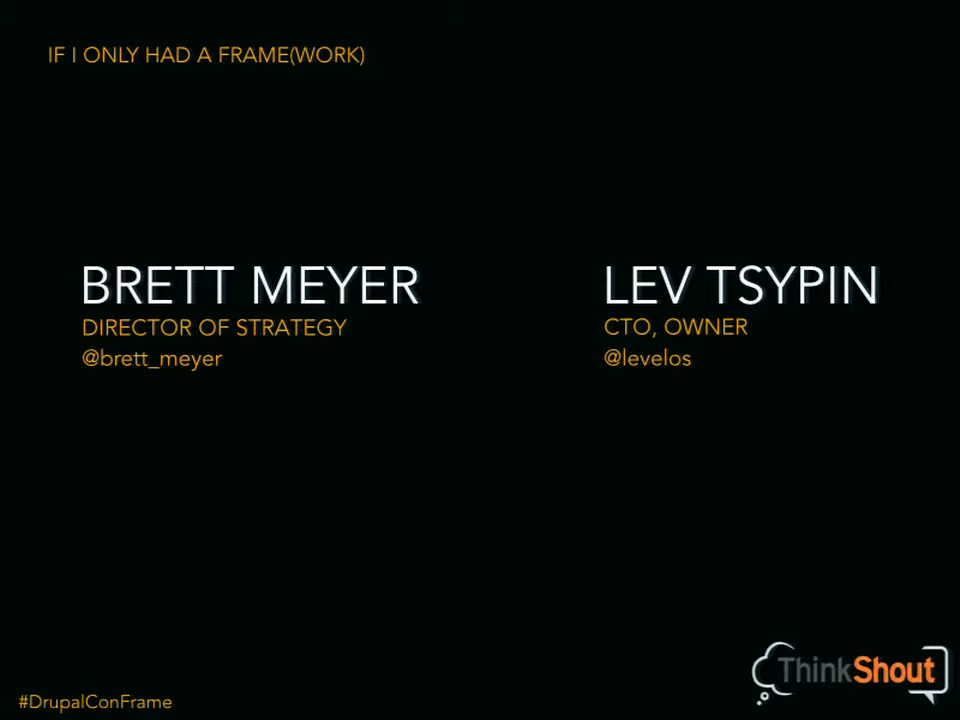 IF I ONLY HAD A FRAME(WORK)
BRETT MEYER
DIRECTOR OF STRATEGY
@brett_meyer
LEV TSYPIN
CTO, OWNER
@levelos
ThinkShout
#DrupalConFrame